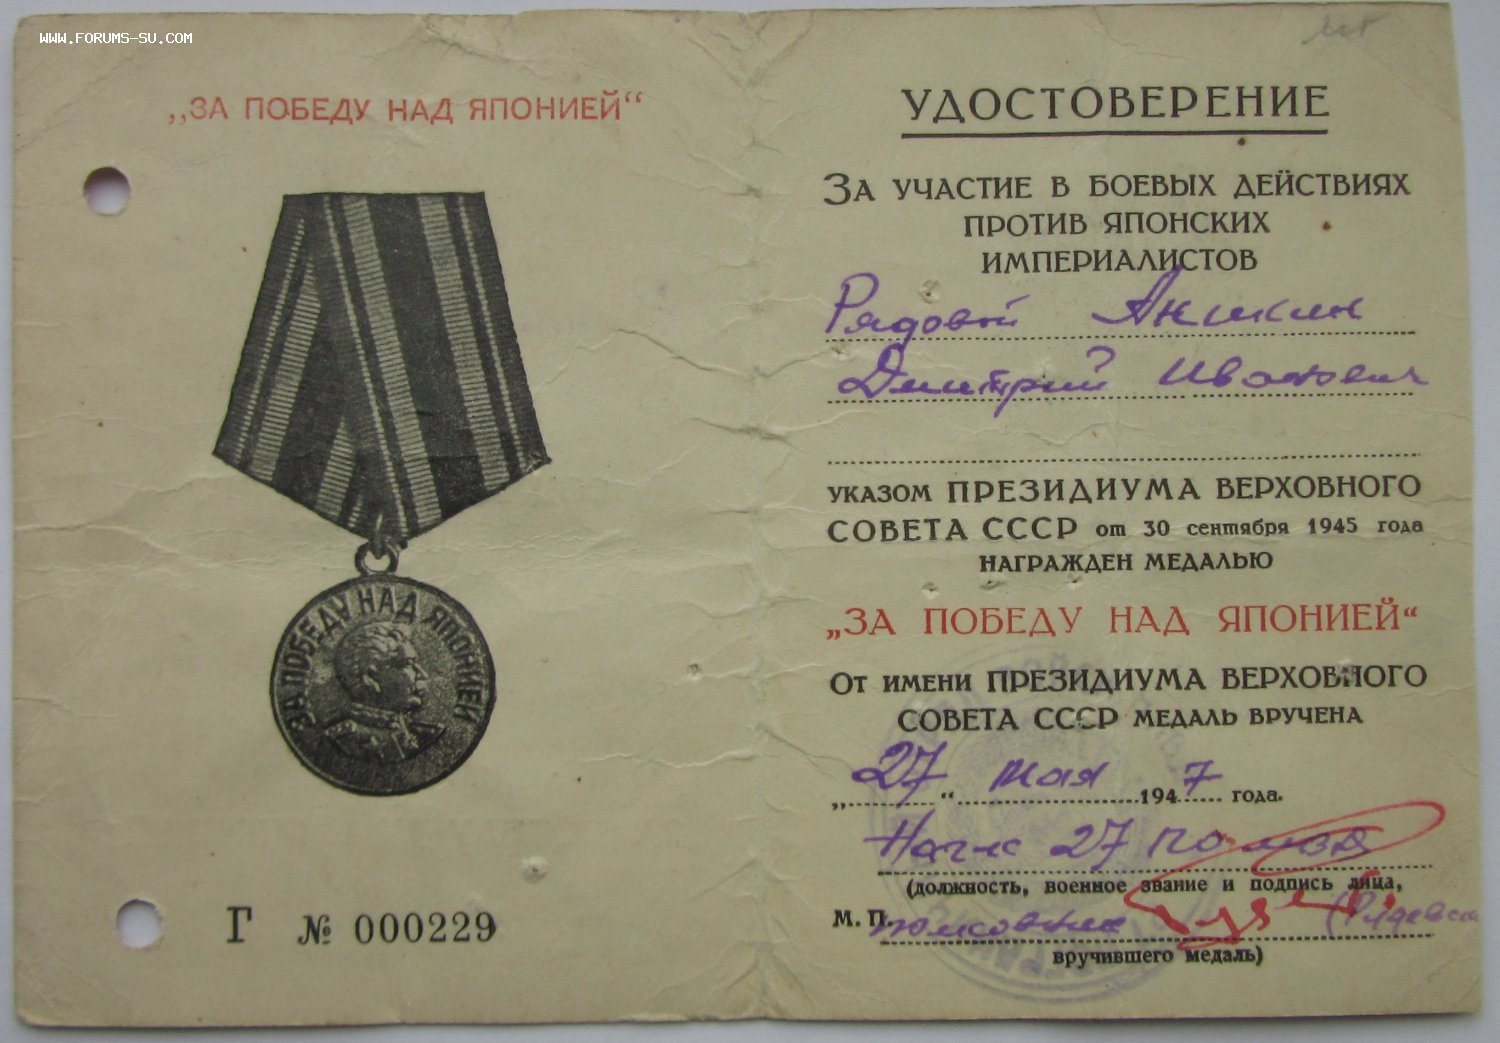 WWW.FORUMS-SU.COM
„ЗА ПОБЕДУ НАД ЯПОНИЕЙ“
ЗА ПОБЕДУ НАД ЯПОНИЕЙ
Г № 000229
УДОСТОВЕРЕНИЕ
ЗА УЧАСТИЕ В БОЕВЫХ ДЕЙСТВИЯХ
ПРОТИВ ЯПОНСКИХ
ИМПЕРИАЛИСТОВ
Рядовой Аникин
Дмитрий Иванович
УКАЗОМ ПРЕЗИДИУМА ВЕРХОВНОГО
СОВЕТА СССР от 30 сентября 1945 года
НАГРАЖДЕН МЕДАЛЬЮ
„ЗА ПОБЕДУ НАД ЯПОНИЕЙ“
ОТ ИМЕНИ ПРЕЗИДИУМА ВЕРХОВНОГО
СОВЕТА СССР МЕДАЛЬ ВРУЧЕНА
„27“ мая 1947 года.
27
(должность, военное звание и подпись лица,
М. П. полковник
вручившего медаль)